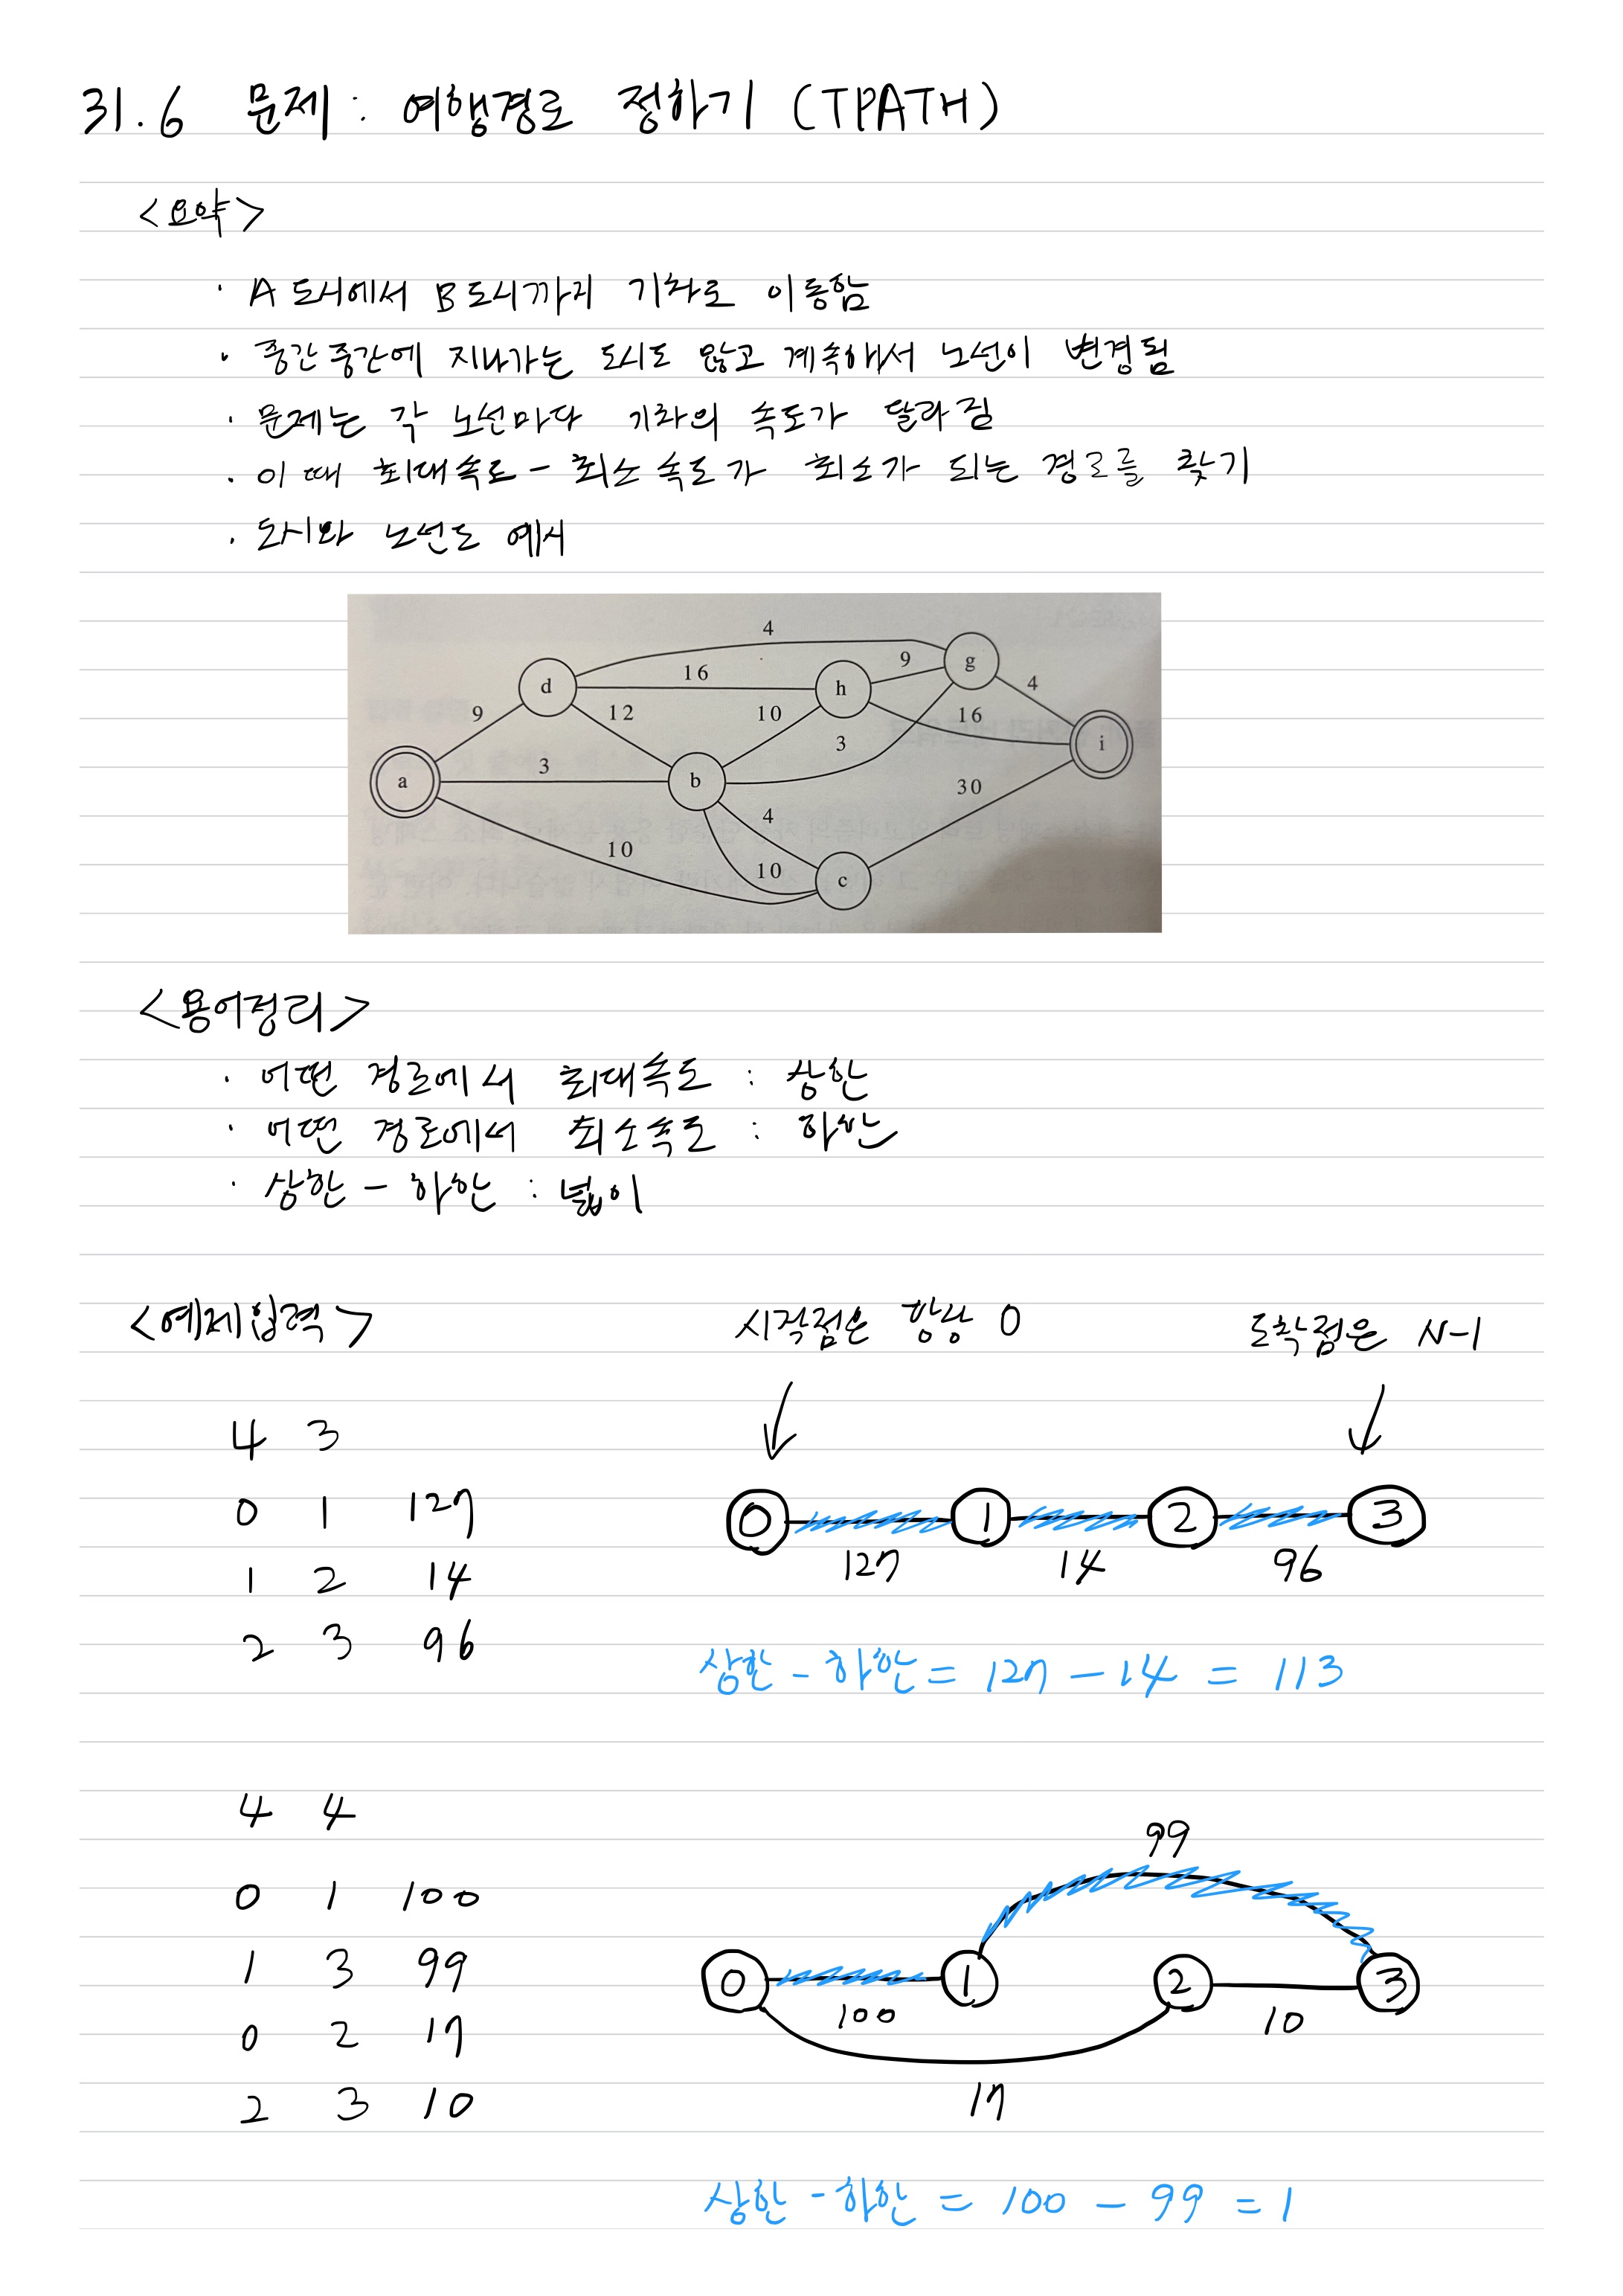 31.6 문제 : 여행경로 정하기 (TPATH)
<요약>
· A 도시에서 B도시까지 기차로 이동함
· 중간중간에 지나가는 도시도 많고 계속해서 노선이 변경됨
· 문제는 각 노선마다 기차의 속도가 달라짐
· 이 때 최대속도 - 최소 속도가 최소가 되는 경로를 찾기
· 도시와 노선도 예시
4
d 16 h 9 g 4
9 12 10 16
3 3 i
a b 30
4
10 10 c
<용어정리>
· 어떤 경로에서 최대속도 : 상한
· 어떤 경로에서 최소속도 : 하한
· 상한 - 하한 : 넓이
<예제입력> 시작점은 항상 0 도착점은 N-1
4 3
0 1 127
1 2 14
2 3 96
0 1 2 3
127 14 96
상한 - 하한 = 127 - 14 = 113
4 4
0 1 100
1 3 99
0 2 17
2 3 10
99
0 1 2 3
100 10
17
상한 - 하한 = 100 - 99 = 1